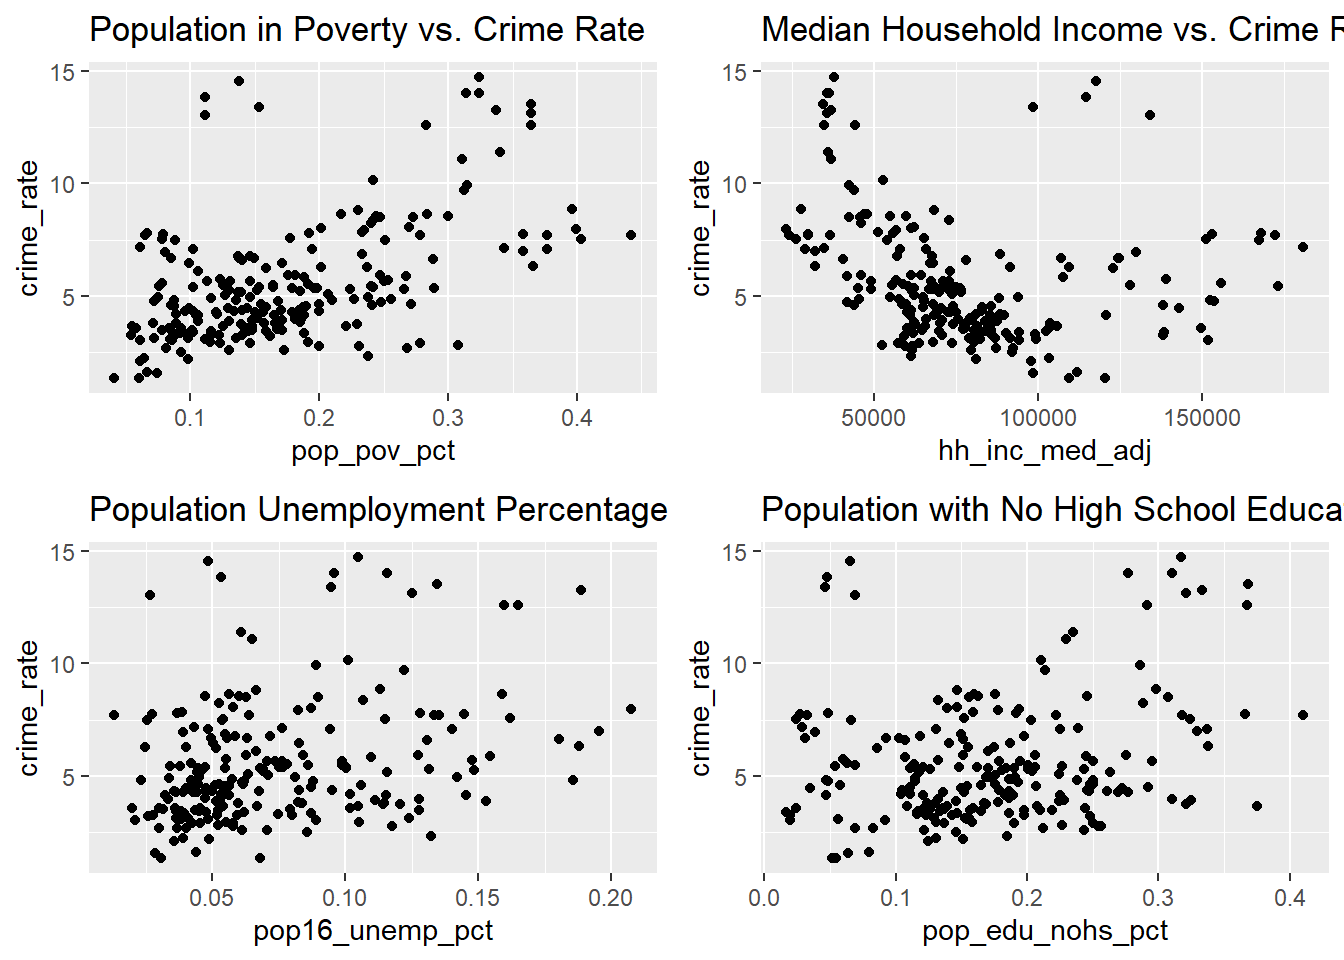 Population in Poverty vs. Crime Rate
15
10
5
crime_rate
0.1 0.2 0.3 0.4
pop_pov_pct
Median Household Income vs. Crime R
15
10
5
crime_rate
50000 100000 150000
hh_inc_med_adj
Population Unemployment Percentage
15
10
5
crime_rate
0.05 0.10 0.15 0.20
pop16_unemp_pct
Population with No High School Educa
15
10
5
crime_rate
0.0 0.1 0.2 0.3 0.4
pop_edu_nohs_pct